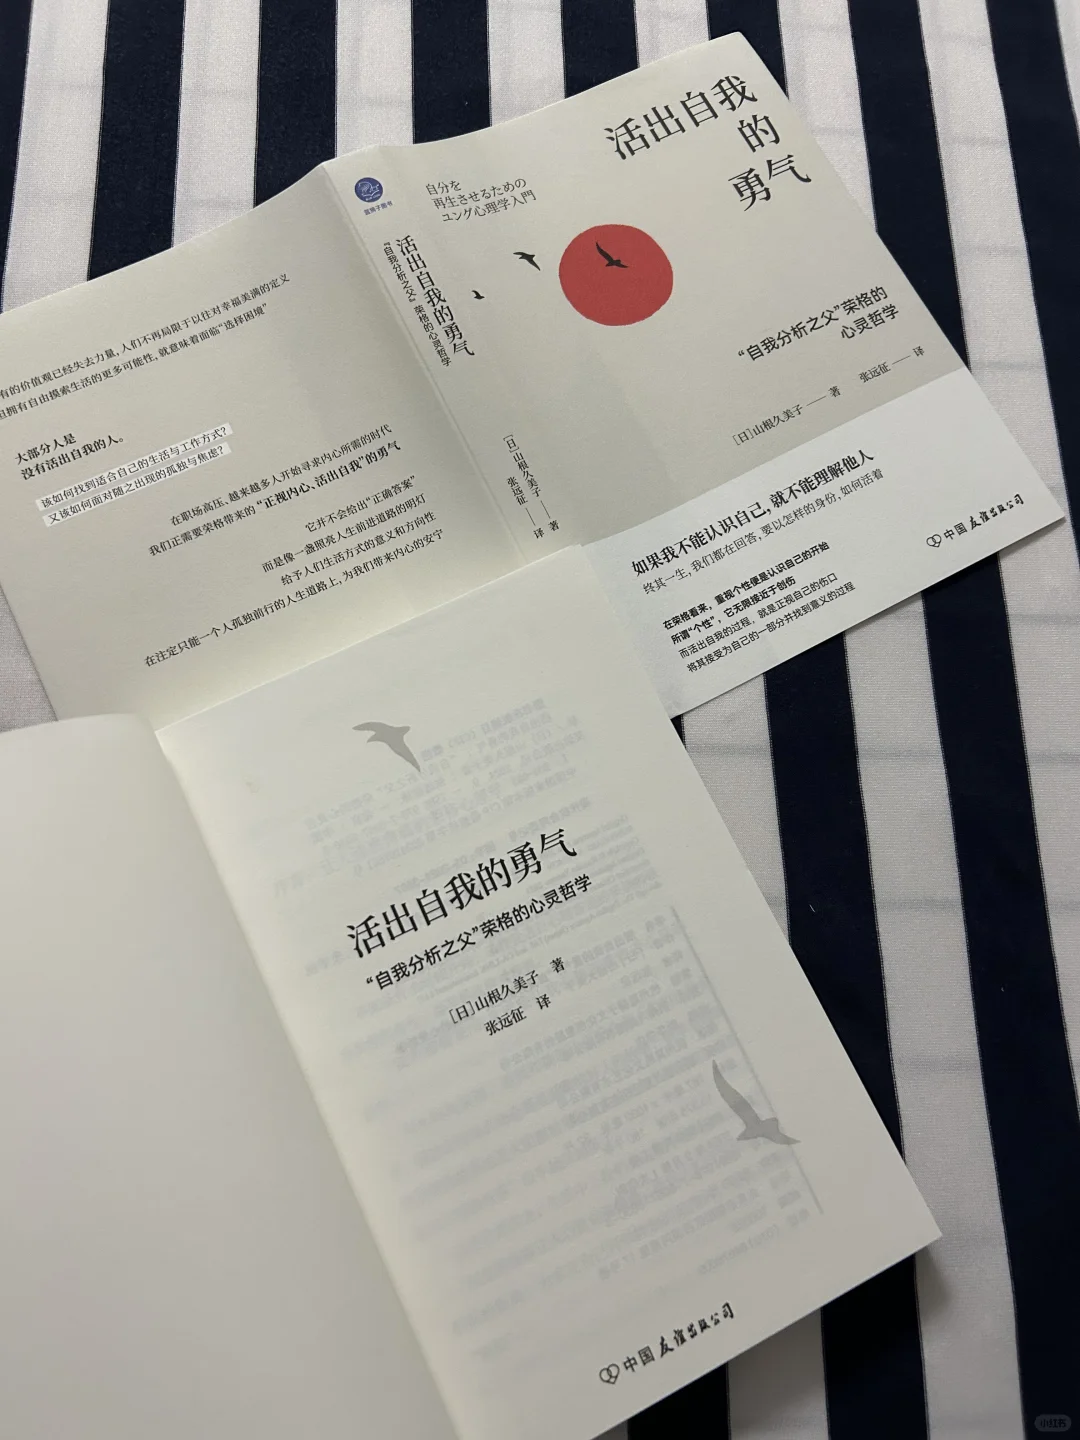 活出自我
的
勇气
自分を
再生させるための
ユング心理学入門
“自我分析之父”荣格的
心灵哲学
[日]山根久美子——著 张远征——译
如果我不能认识自己，就不能理解他人
终其一生，我们都在回答，要以怎样的身份，如何活着
在荣格看来，重视个性便是认识自己的开始
所谓“个性”，它无限接近于创伤
而活出自我的过程，就是正视自己的伤口
将其接受为自己的一部分并找到意义的过程
中国友谊出版公司
活出自我的勇气
“自我分析之父”荣格的心灵哲学
[日]山根久美子——著
张远征——译
有的价值观已经失去力量，人们不再局限于以往对幸福美满的定义
但拥有自由摸索生活的更多可能性，就意味着面临“选择困境”
大部分人是
没有活出自我的人。
该如何找到适合自己的生活与工作方式？
又该如何面对随之出现的孤独与焦虑？
在职场高压、越来越多人开始寻求内心所需的时代
我们正需要荣格带来的“正视内心、活出自我”的勇气
它并不会给出“正确答案”
而是像一盏照亮人生前进道路的明灯
给予人们生活方式的意义和方向性
在注定只能一个人孤独前行的人生道路上，为我们带来内心的安宁
活出自我的勇气
“自我分析之父”荣格的心灵哲学
[日]山根久美子 著
张远征 译
中国友谊出版公司
小红书